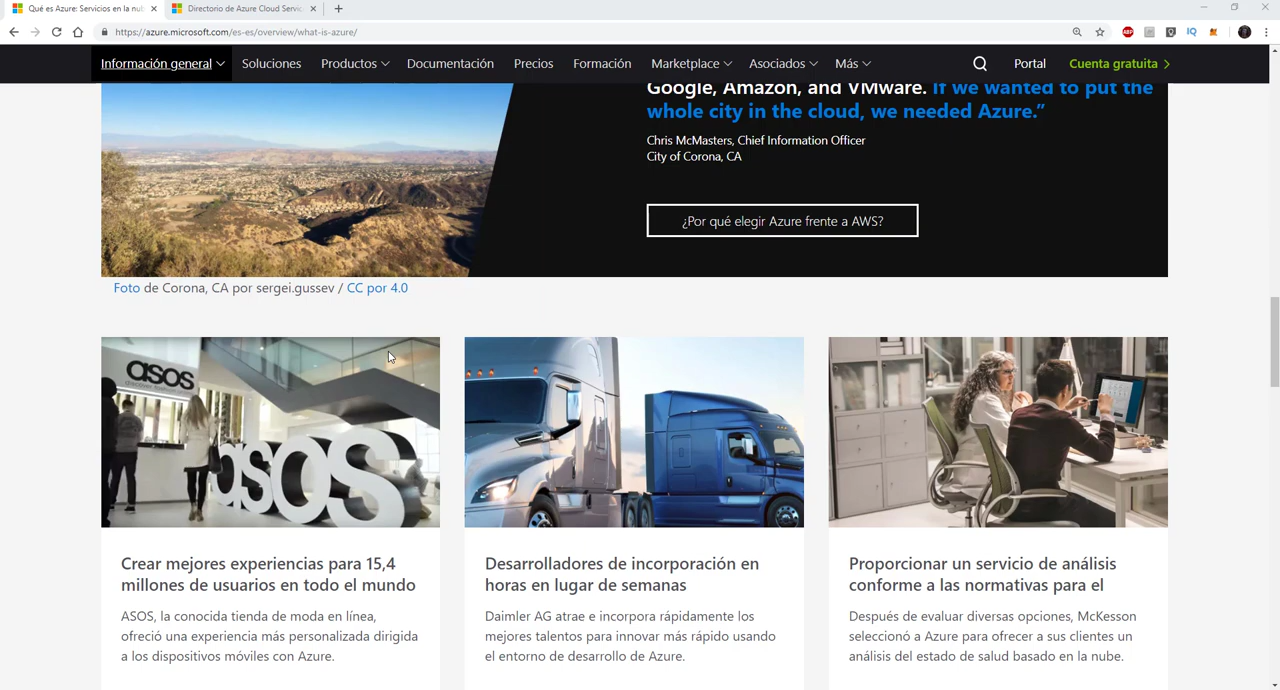 Qué es Azure: Servicios en la nub
Directorio de Azure Cloud Servic
https://azure.microsoft.com/es-es/overview/what-is-azure/
ABP
IQ
Información general
Soluciones
Productos
Documentación
Precios
Formación
Marketplace
Asociados
Más
Portal
Cuenta gratuita
Google, Amazon, and VMware. If we wanted to put the
whole city in the cloud, we needed Azure.”
Chris McMasters, Chief Information Officer
City of Corona, CA
¿Por qué elegir Azure frente a AWS?
Foto de Corona, CA por sergei.gussev / CC por 4.0
asos
asos
Crear mejores experiencias para 15,4
millones de usuarios en todo el mundo
ASOS, la conocida tienda de moda en línea,
ofreció una experiencia más personalizada dirigida
a los dispositivos móviles con Azure.
Desarrolladores de incorporación en
horas en lugar de semanas
Daimler AG atrae e incorpora rápidamente los
mejores talentos para innovar más rápido usando
el entorno de desarrollo de Azure.
Proporcionar un servicio de análisis
conforme a las normativas para el
Después de evaluar diversas opciones, McKesson
seleccionó a Azure para ofrecer a sus clientes un
análisis del estado de salud basado en la nube.